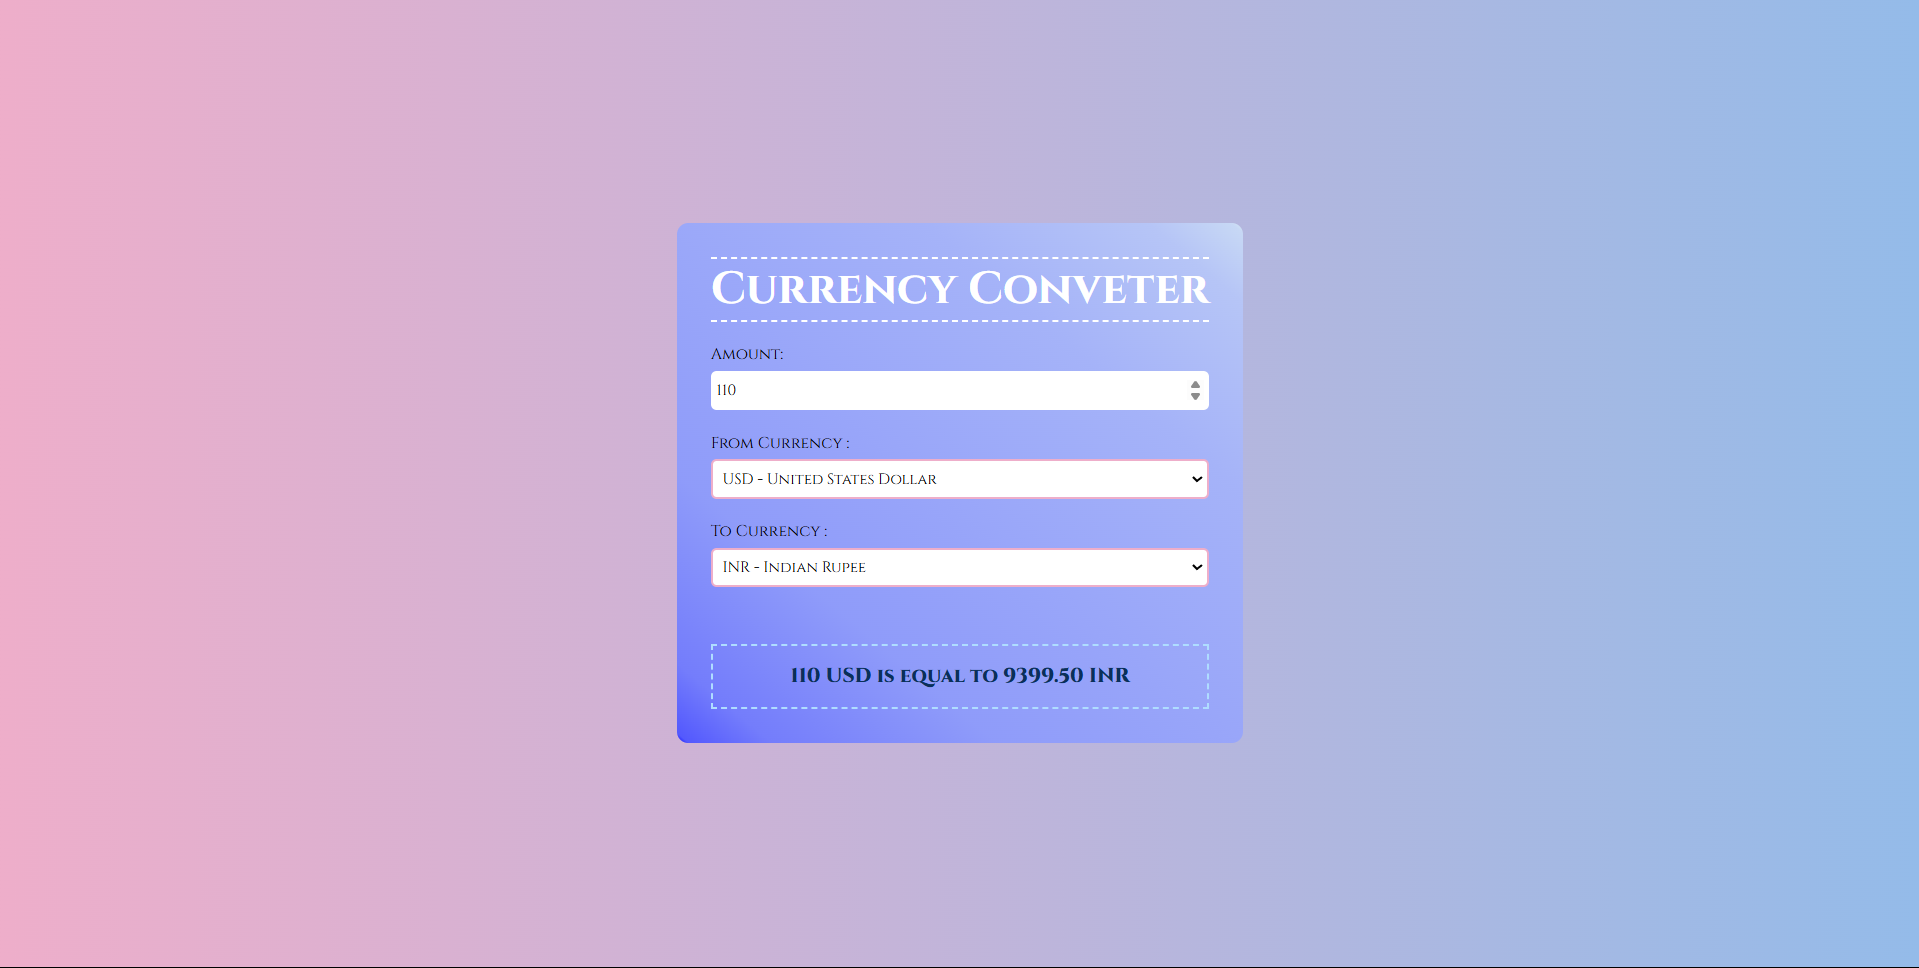 Currency Conveter
Amount:
110
From Currency :
USD - United States Dollar
To Currency :
INR - Indian Rupee
110 USD is equal to 9399.50 INR